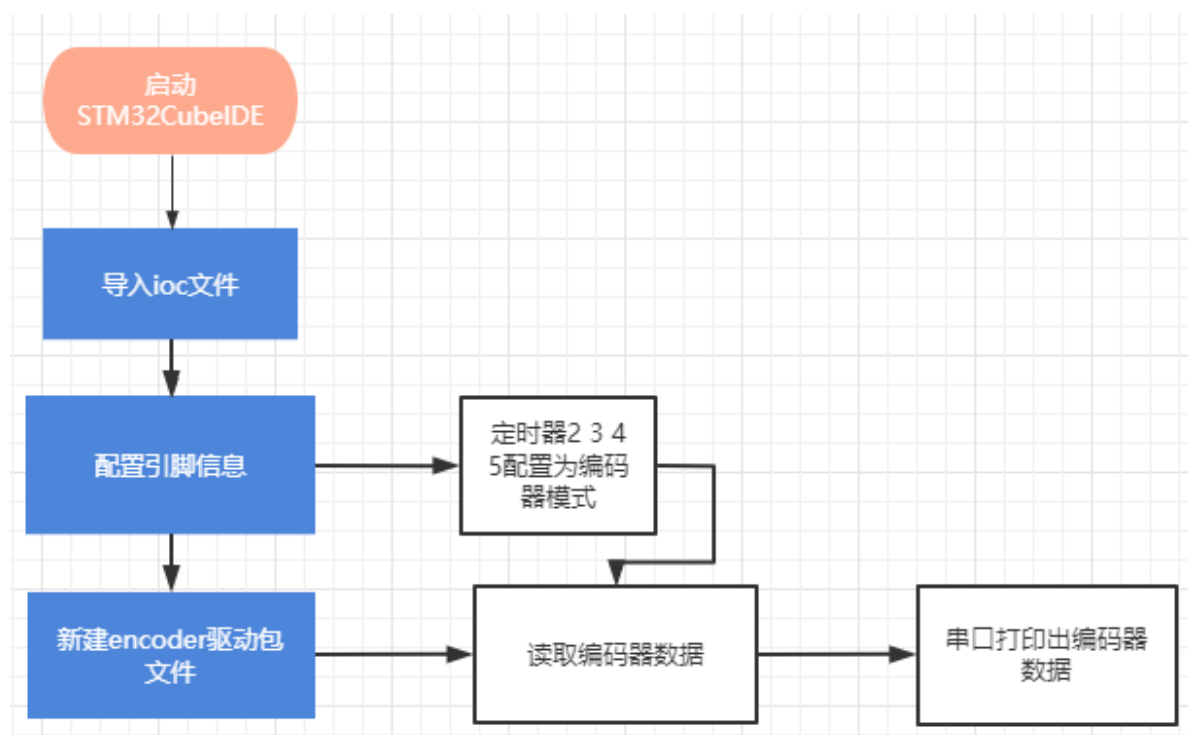 启动
STM32CubeIDE
导入ioc文件
配置引脚信息
定时器2 3 4
5配置为编码
器模式
新建encoder驱动包
文件
读取编码器数据
串口打印出编码器
数据